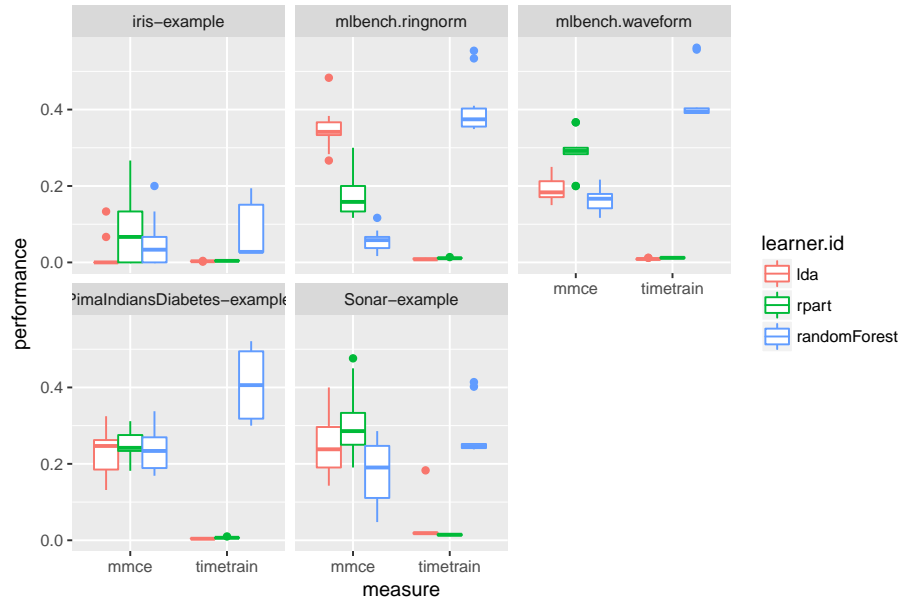 iris−example
mlbench.ringnorm
mlbench.waveform
0.4
0.2
0.0
mmce
timetrain
PimaIndiansDiabetes−example
Sonar−example
0.4
0.2
0.0
mmce
timetrain
mmce
timetrain
measure
performance
learner.id
lda
rpart
randomForest